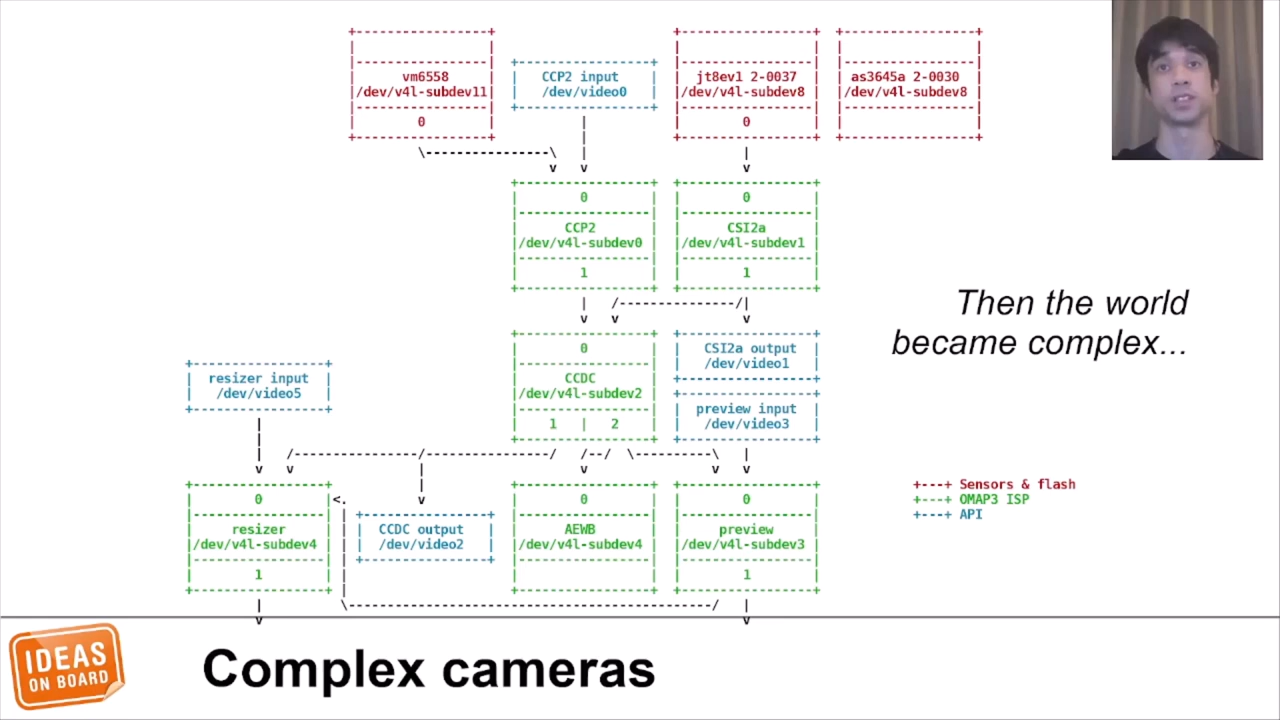 vm6558
/dev/v4l-subdev11
0
CCP2 input
/dev/video0
jt8ev1 2-0037
/dev/v4l-subdev8
0
as3645a 2-0030
/dev/v4l-subdev8
0
CCP2
/dev/v4l-subdev0
1
0
CSI2a
/dev/v4l-subdev1
1
Then the world
became complex...
0
CCDC
/dev/v4l-subdev2
1 | 2
CSI2a output
/dev/video1
preview input
/dev/video3
resizer input
/dev/video5
0
resizer
/dev/v4l-subdev4
1
CCDC output
/dev/video2
0
AEWB
/dev/v4l-subdev4
0
preview
/dev/v4l-subdev3
1
+---+ Sensors & flash
+---+ OMAP3 ISP
+---+ API
IDEAS
ON BOARD
Complex cameras